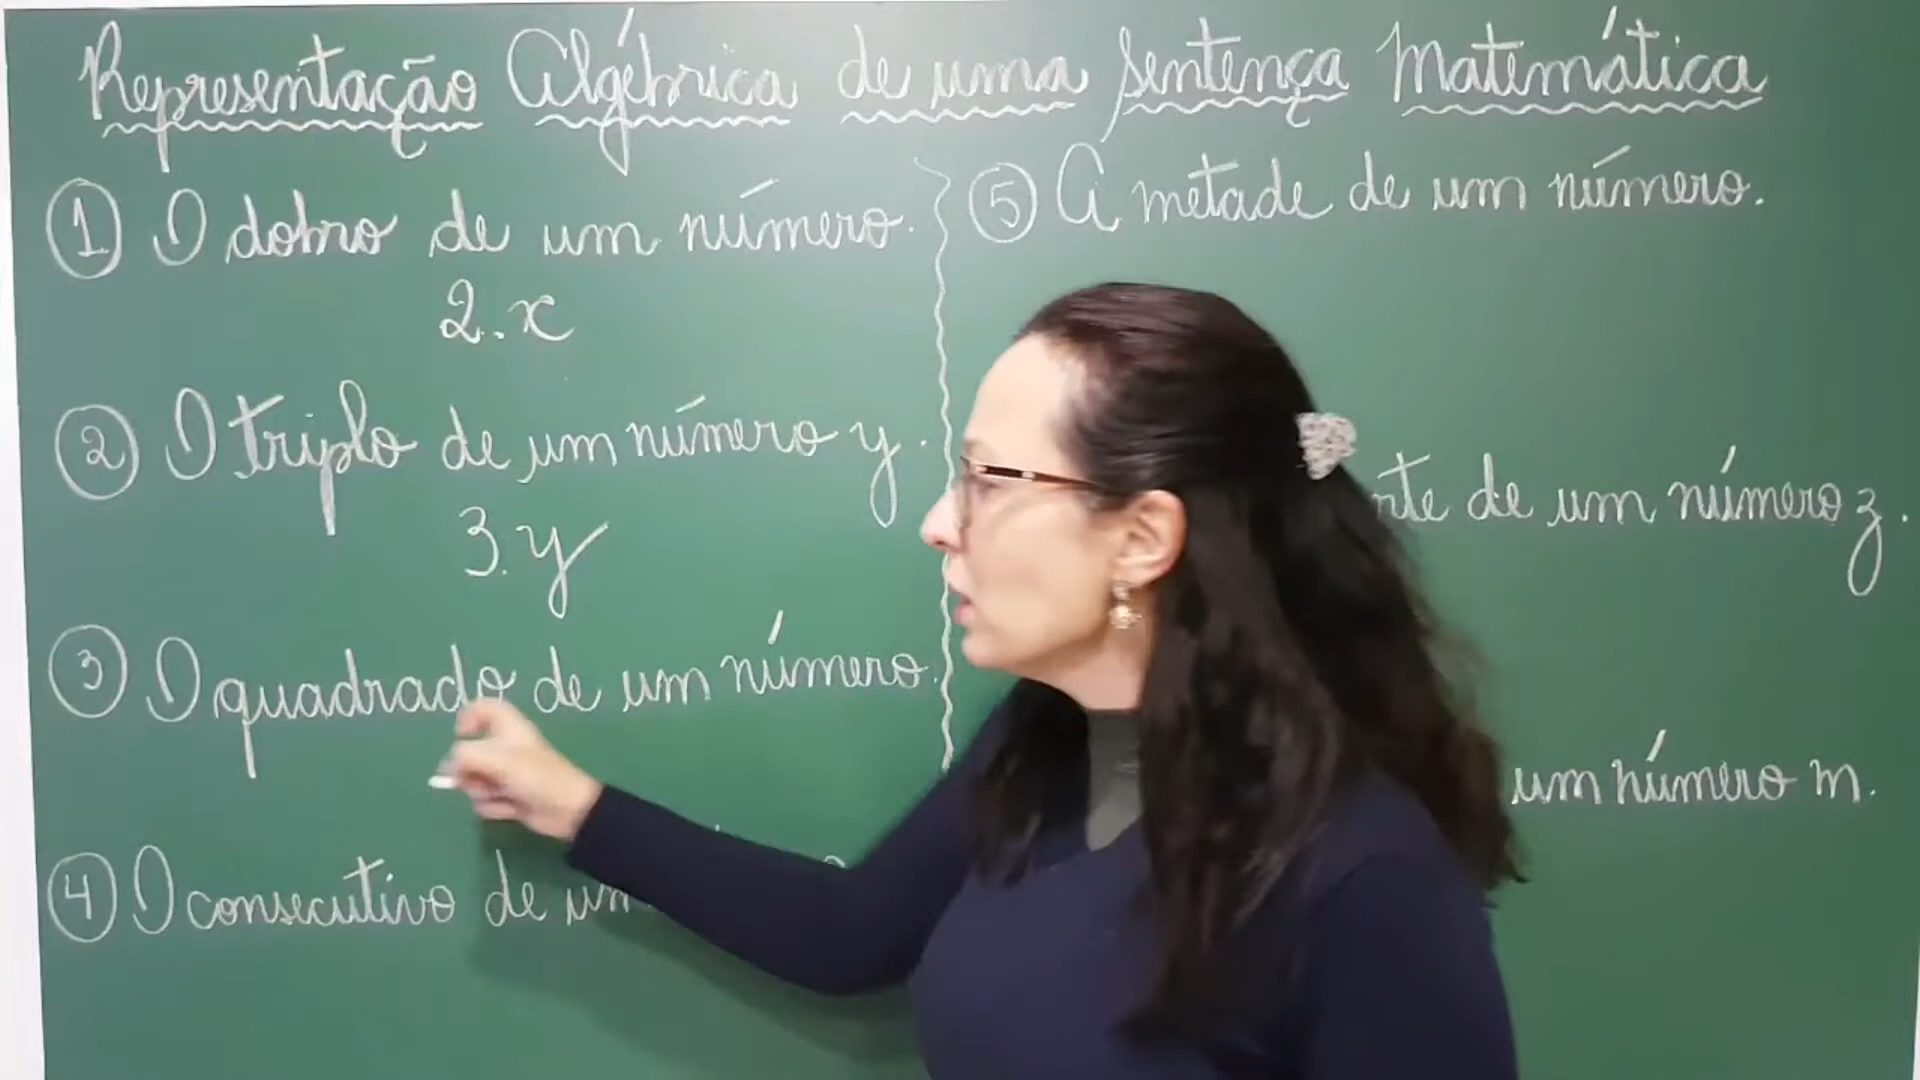 Representação Algébrica de uma Sentença Matemática
① O dobro de um número.
2.x
② O triplo de um número y.
3.y
③ O quadrado de um número.
④ O consecutivo de um
⑤ A metade de um número.
de um número z.
um número m.